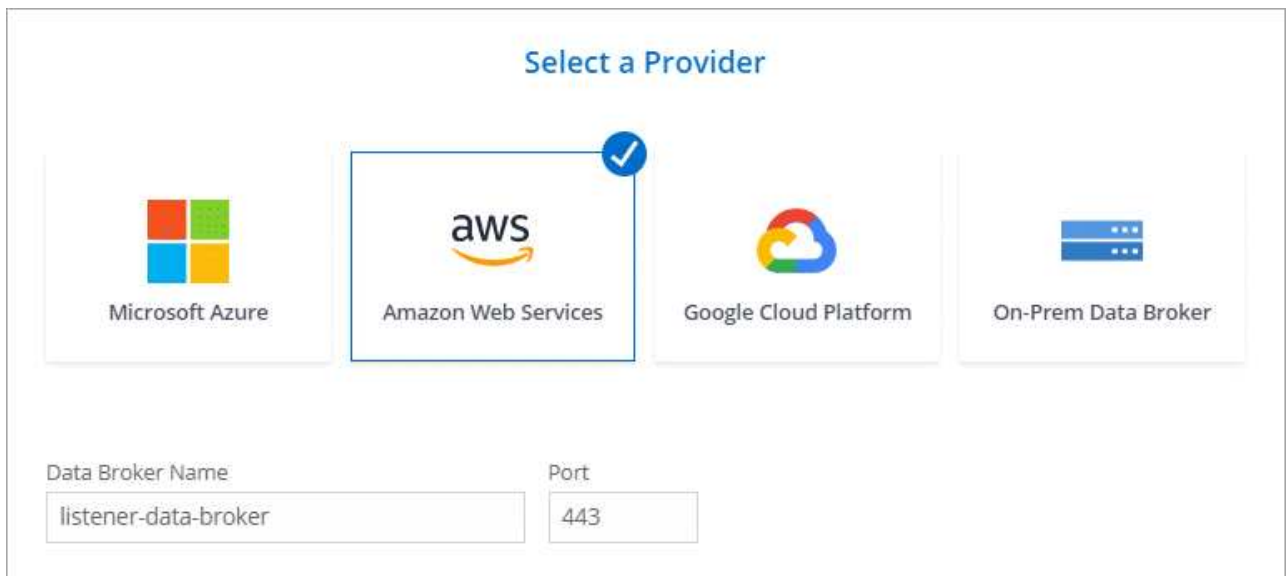 Select a Provider
aws
Microsoft Azure
Amazon Web Services
Google Cloud Platform
On-Prem Data Broker
Data Broker Name
Port
listener-data-broker
443